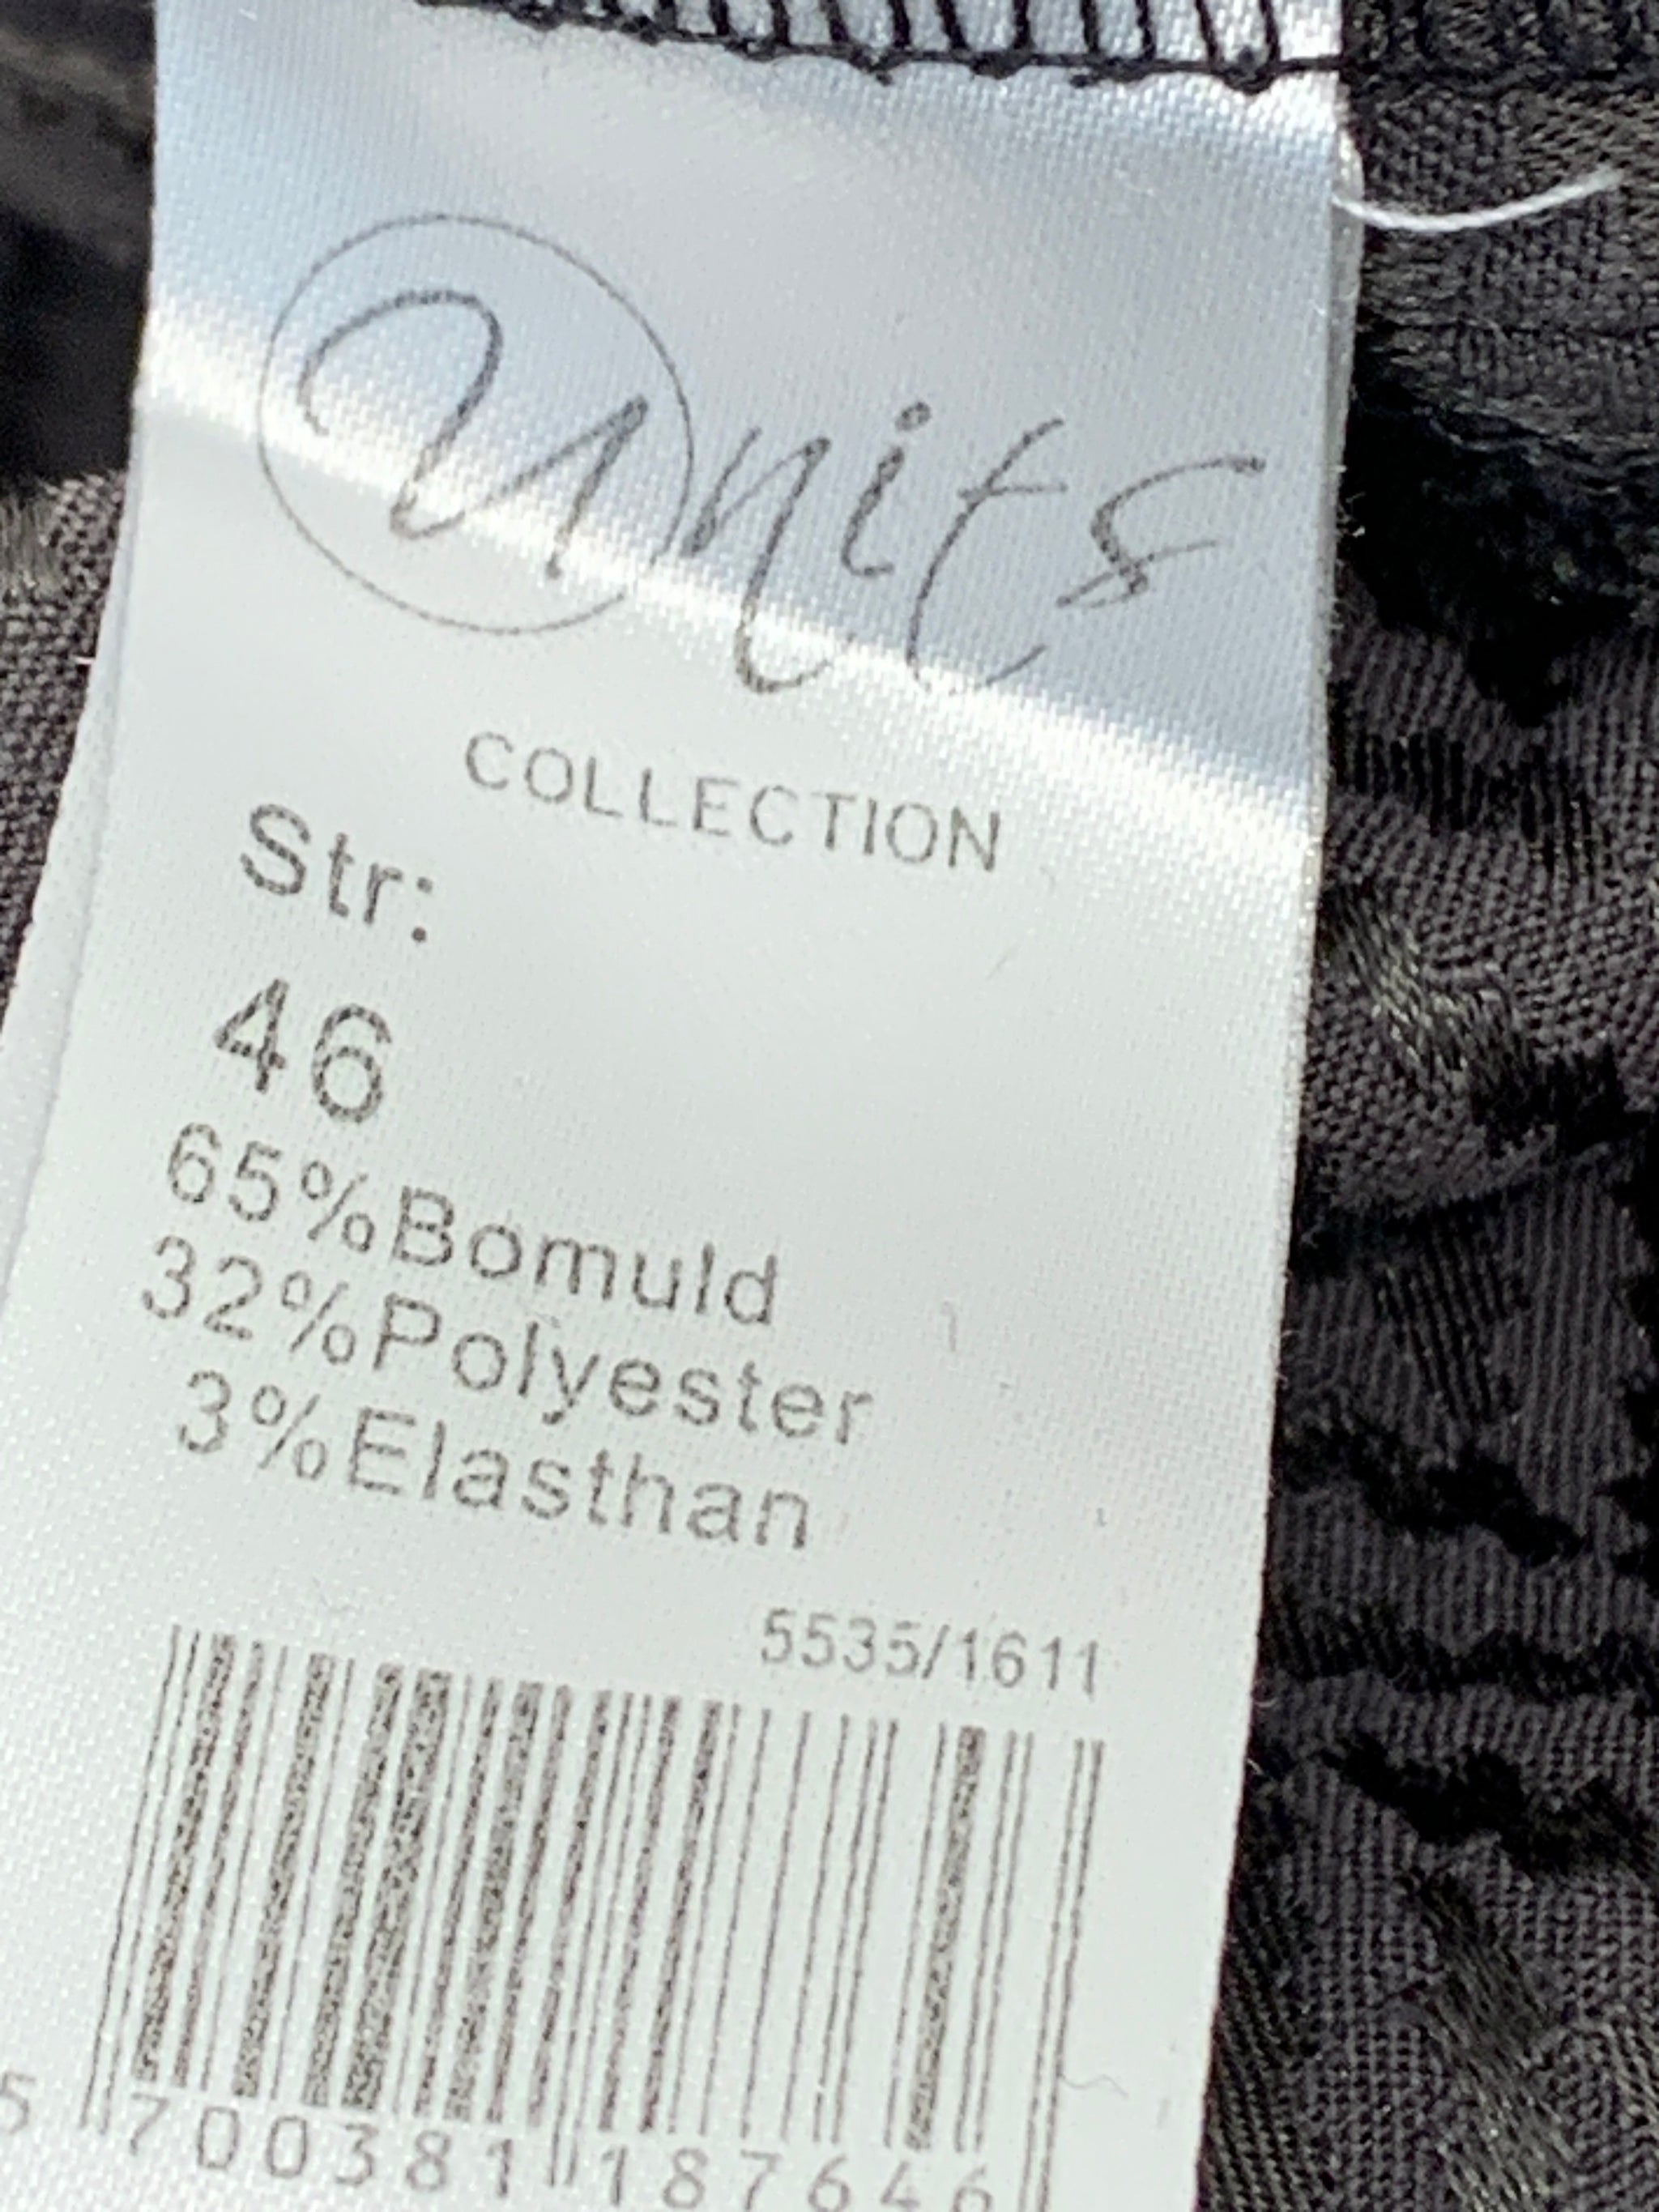 units
COLLECTION
Str:
46
65%Bomuld
32%Polyester
3%Elasthan
5535/1611
5 700381 187646